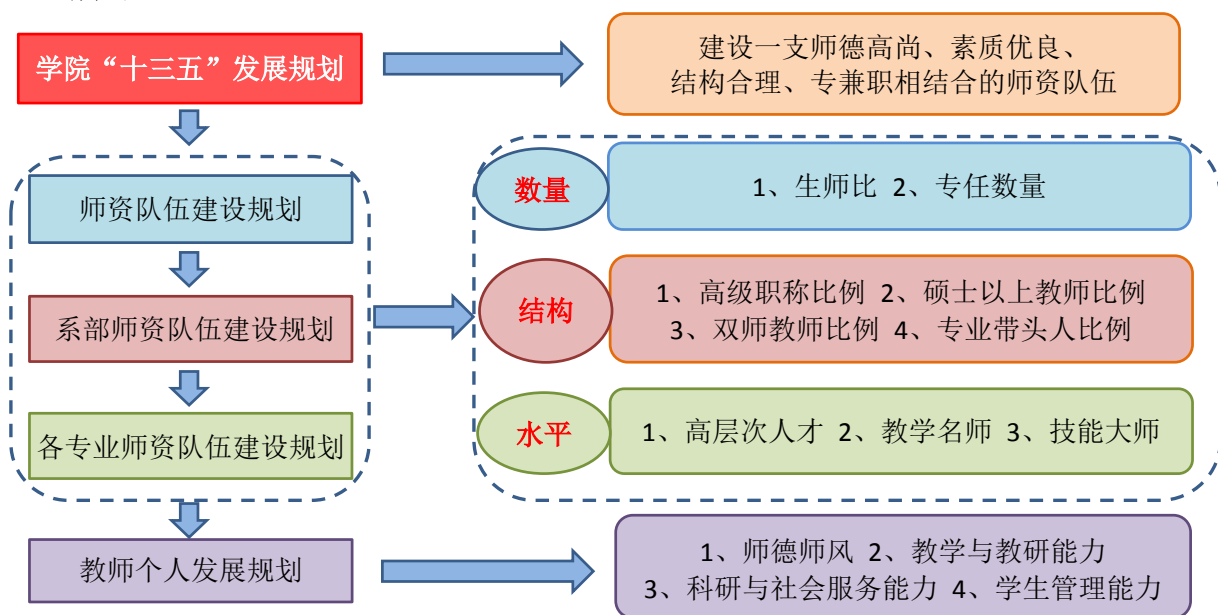 学院“十三五”发展规划
建设一支师德高尚、素质优良、
结构合理、专兼职相结合的师资队伍
师资队伍建设规划
数量
1、生师比 2、专任数量
系部师资队伍建设规划
结构
1、高级职称比例 2、硕士以上教师比例
3、双师教师比例 4、专业带头人比例
各专业师资队伍建设规划
水平
1、高层次人才 2、教学名师 3、技能大师
教师个人发展规划
1、师德师风 2、教学与教研能力
3、科研与社会服务能力 4、学生管理能力